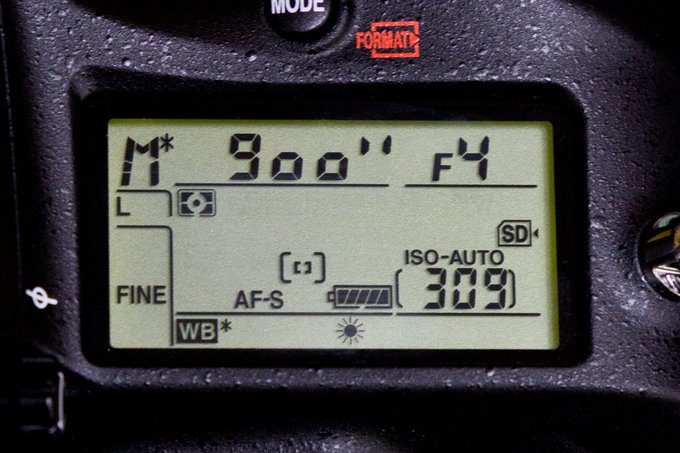 MODE
FORMAT
M* 900" F4
L
SD
ISO-AUTO
FINE AF-S [309]
WB*